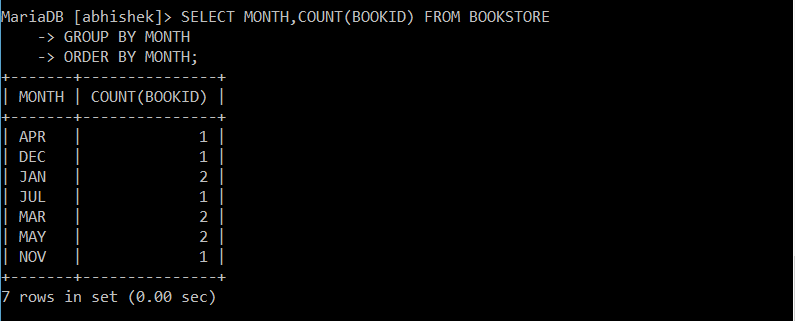 MariaDB [abhishek]> SELECT MONTH,COUNT(BOOKID) FROM BOOKSTORE
    -> GROUP BY MONTH
    -> ORDER BY MONTH;
+-------+---------------+
| MONTH | COUNT(BOOKID) |
+-------+---------------+
| APR   |             1 |
| DEC   |             1 |
| JAN   |             2 |
| JUL   |             1 |
| MAR   |             2 |
| MAY   |             2 |
| NOV   |             1 |
+-------+---------------+
7 rows in set (0.00 sec)